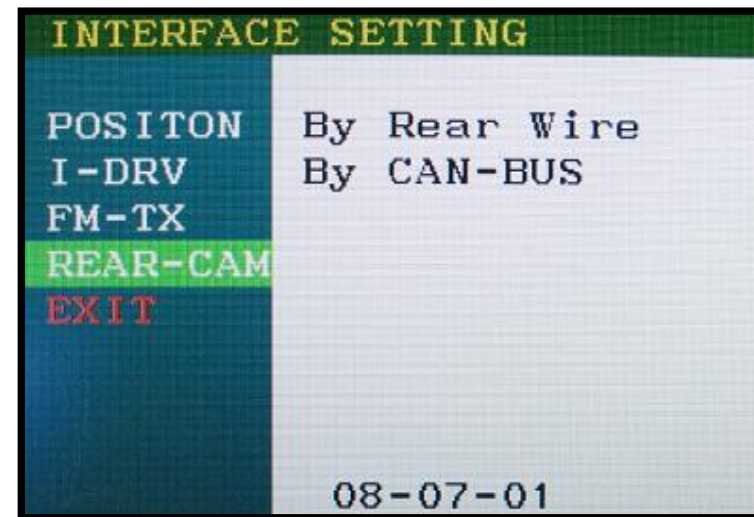 INTERFACE SETTING
POSITON
I-DRV
FM-TX
REAR-CAM
EXIT
By Rear Wire
By CAN-BUS
08-07-01